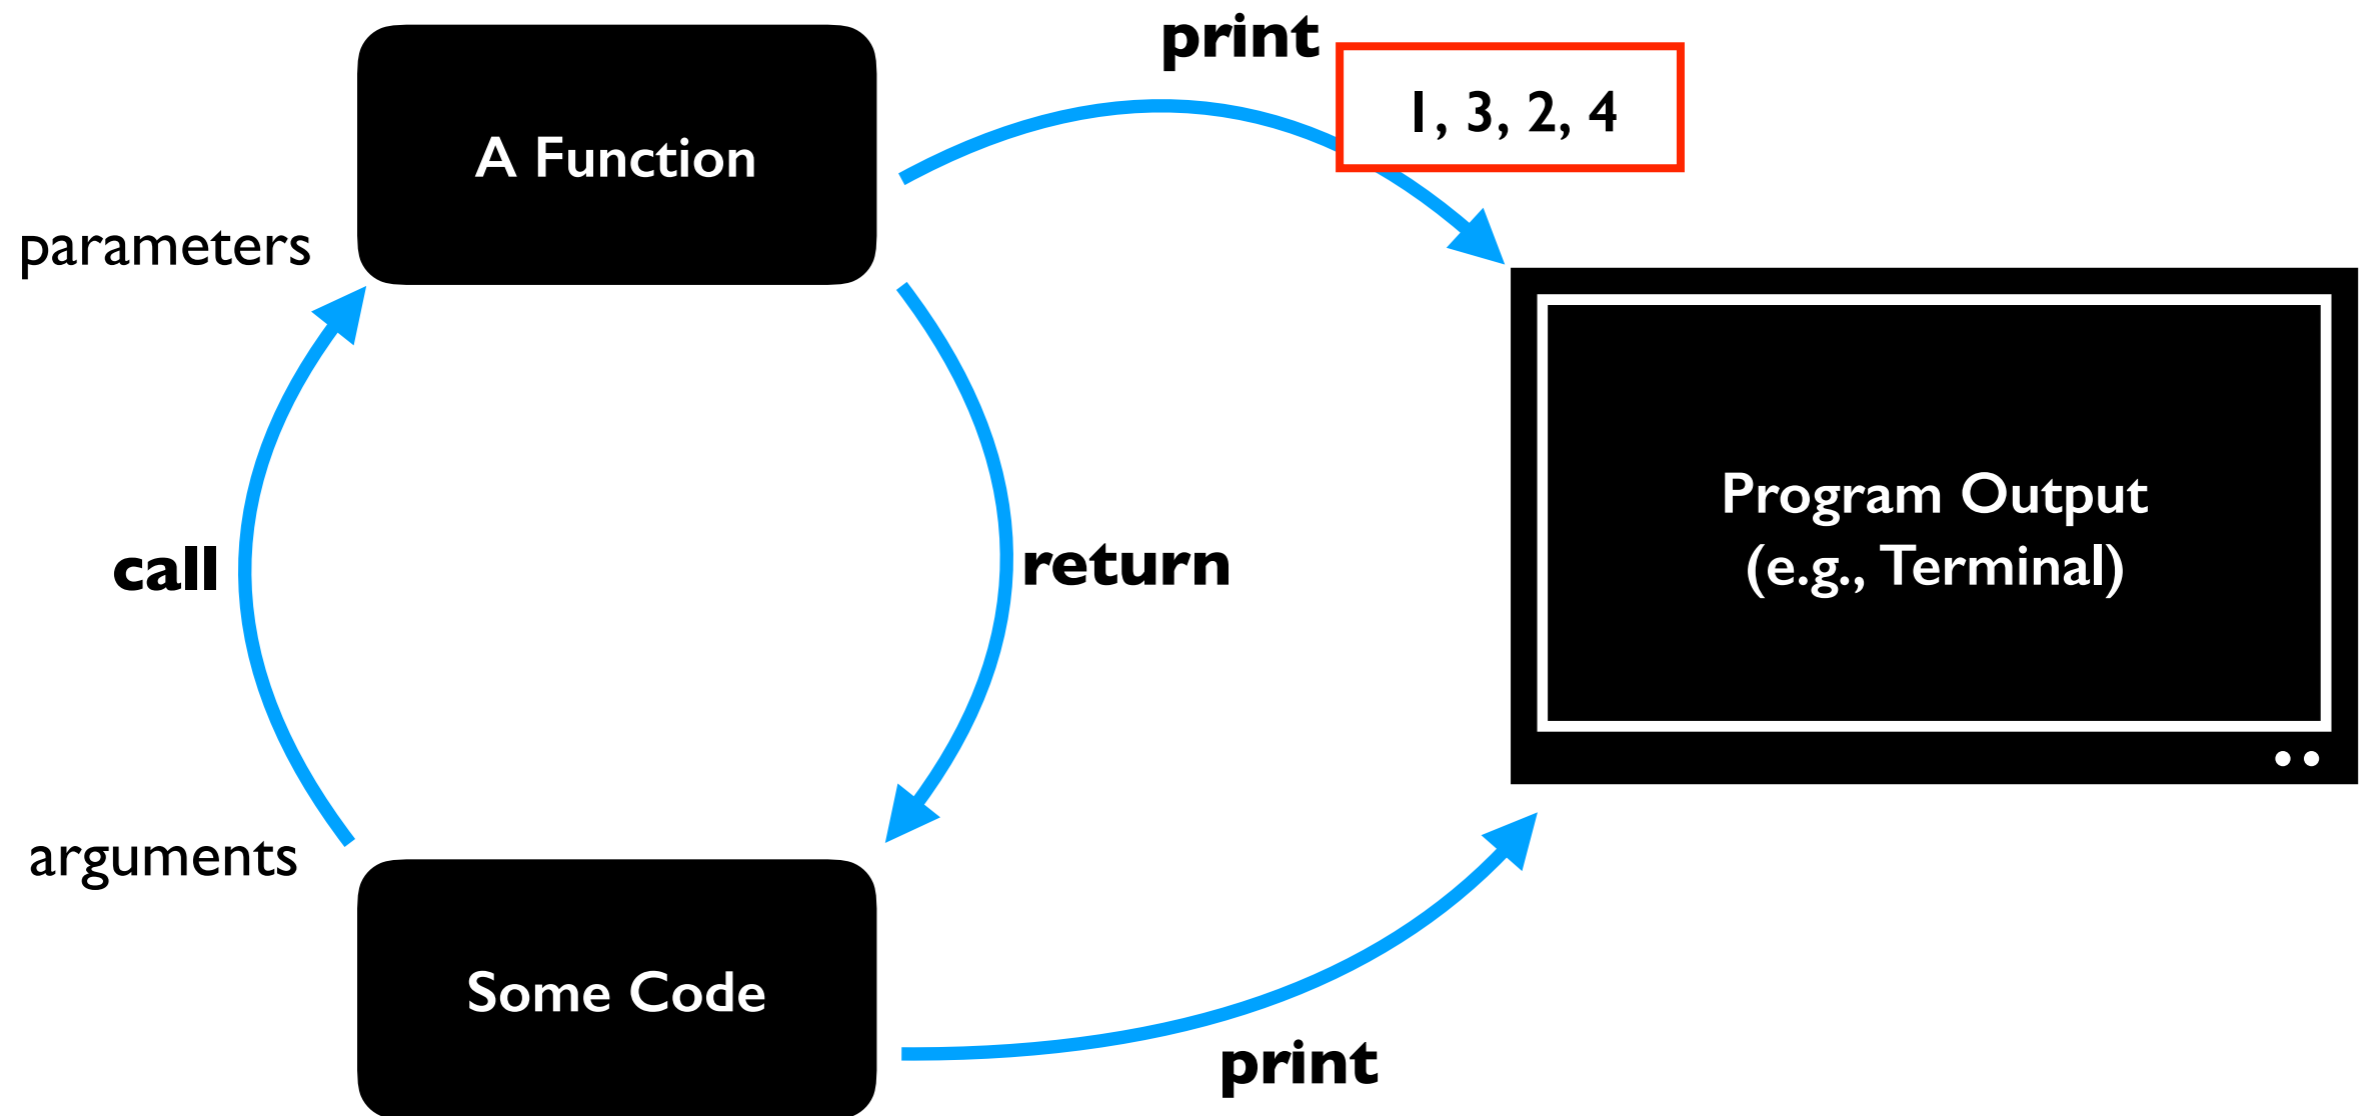 print
1, 3, 2, 4
A Function
parameters
Program Output
(e.g., Terminal)
call
return
arguments
Some Code
print